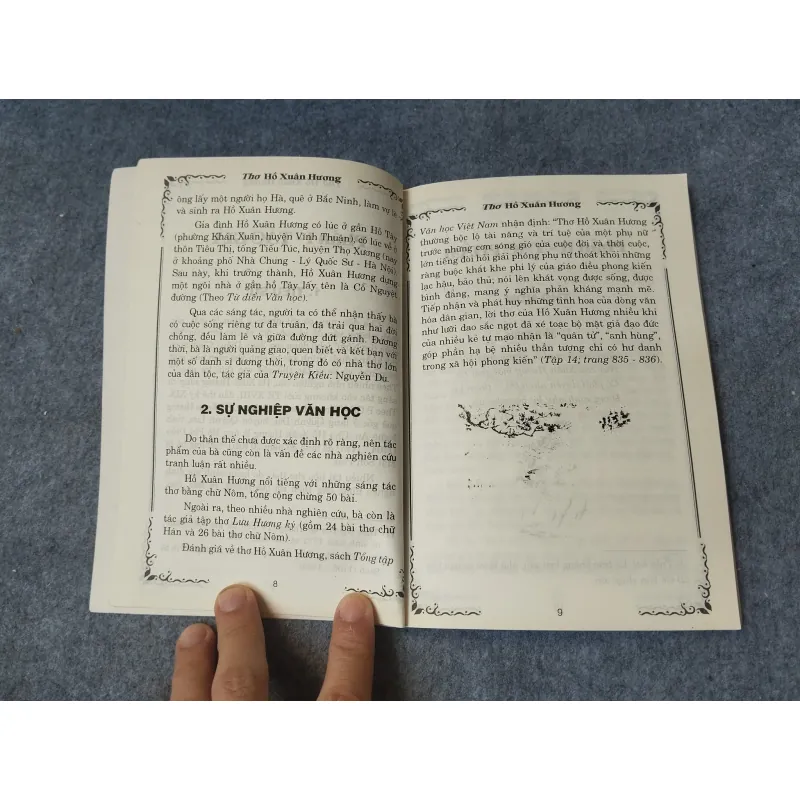 Thơ Hồ Xuân Hương
ông lấy một người họ Hà, quê ở Bắc Ninh, làm vợ lẽ
và sinh ra Hồ Xuân Hương.
Gia đình Hồ Xuân Hương có lúc ở gần Hồ Tây
(phường Khán Xuân, huyện Vĩnh Thuận), có lúc về ở
thôn Tiêu Thị, tổng Tiêu Túc, huyện Thọ Xương (nay
ở khoảng phố Nhà Chung - Lý Quốc Sư - Hà Nội).
Sau này, khi trưởng thành, Hồ Xuân Hương dựng
một ngôi nhà ở gần hồ Tây lấy tên là Cổ Nguyệt
đường (Theo Từ điển Văn học).
Qua các sáng tác, người ta có thể nhận thấy bà
có cuộc sống riêng tư đa truân, đã trải qua hai đời
chồng, đều làm lẽ và giữa đường đứt gánh. Đương
thời, bà là người quảng giao, quen biết và kết bạn với
một số danh sĩ đương thời, trong đó có nhà thơ lớn
của dân tộc, tác giả của Truyện Kiều: Nguyễn Du.
2. SỰ NGHIỆP VĂN HỌC
Do thân thế chưa được xác định rõ ràng, nên tác
phẩm của bà cũng còn là vấn đề các nhà nghiên cứu
tranh luận rất nhiều.
Hồ Xuân Hương nổi tiếng với những sáng tác
thơ bằng chữ Nôm, tổng cộng chừng 50 bài.
Ngoài ra, theo nhiều nhà nghiên cứu, bà còn là
tác giả tập thơ Lưu Hương ký (gồm 24 bài thơ chữ
Hán và 26 bài thơ chữ Nôm).
Đánh giá về thơ Hồ Xuân Hương, sách Tổng tập
8
Thơ Hồ Xuân Hương
Văn học Việt Nam nhận định: "Thơ Hồ Xuân Hương
thường bộc lộ tài năng và trí tuệ của một phụ nữ
trước những cơn sóng gió của cuộc đời và thời cuộc,
lớn tiếng đòi hỏi giải phóng phụ nữ thoát khỏi những
ràng buộc khắt khe phi lý của giáo điều phong kiến
lạc hậu, bảo thủ; nói lên khát vọng được sống, được
bình đẳng, mang ý nghĩa phản kháng mạnh mẽ.
Tiếp nhận và phát huy những tinh hoa của dòng văn
hóa dân gian, lời thơ của Hồ Xuân Hương nhiều khi
như lưỡi dao sắc ngọt đã xé toạc bộ mặt giả đạo đức
của nhiều kẻ tự mạo nhận là "quân tử", "anh hùng",
góp phần hạ bệ nhiều thần tượng chỉ có hư danh
trong xã hội phong kiến" (Tập 14; trang 835 - 836).
9